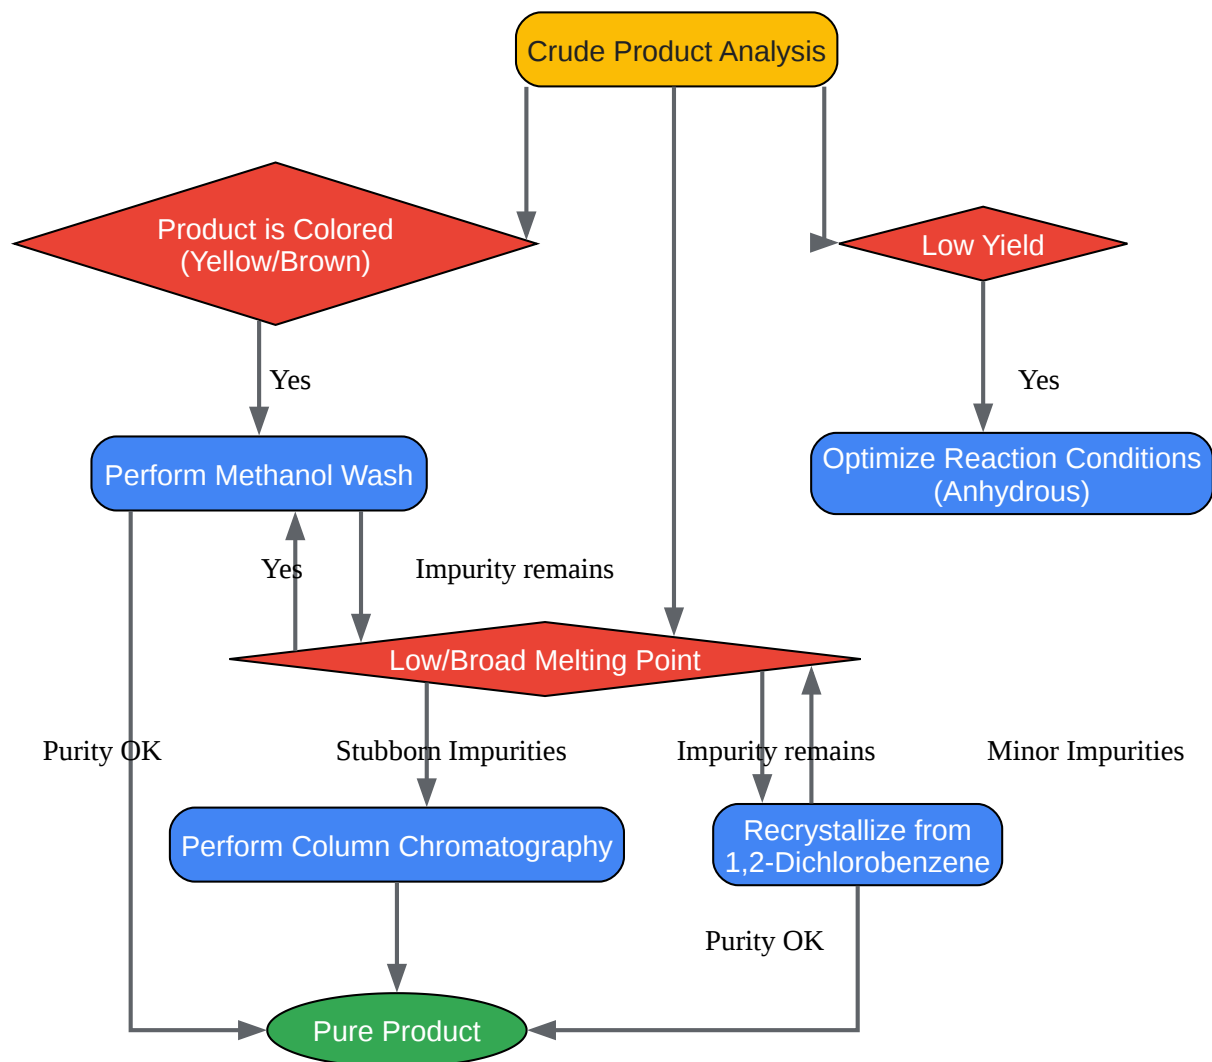 Crude Product Analysis
Product is Colored
(Yellow/Brown)
Low Yield
Yes
Yes
Perform Methanol Wash
Optimize Reaction Conditions
(Anhydrous)
Yes
Impurity remains
Low/Broad Melting Point
Purity OK
Stubborn Impurities
Impurity remains
Minor Impurities
Perform Column Chromatography
Recrystallize from
1,2-Dichlorobenzene
Purity OK
Pure Product